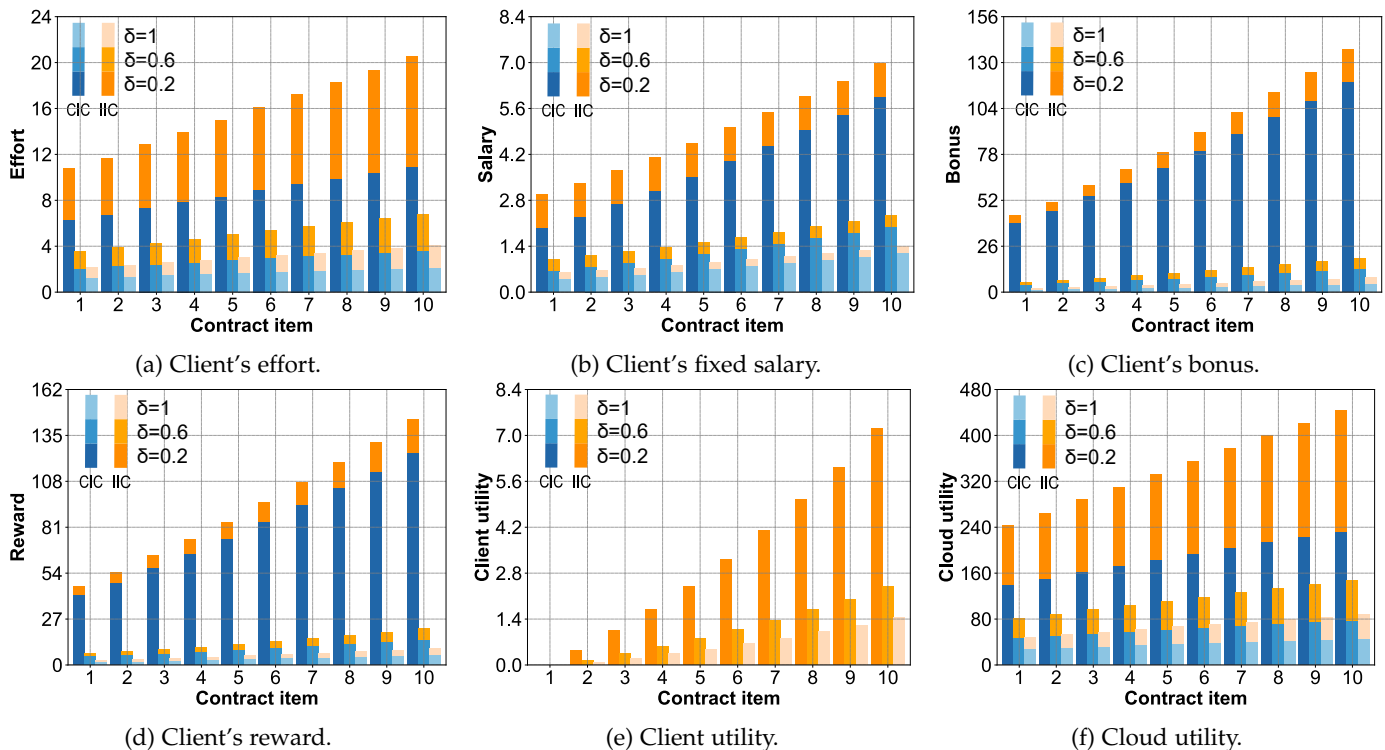 24
20
16
12
8
4
0
Effort
δ=1
δ=0.6
δ=0.2
CIC IIC
1 2 3 4 5 6 7 8 9 10
Contract item
(a) Client's effort.
8.4
7.0
5.6
4.2
2.8
1.4
0.0
Salary
δ=1
δ=0.6
δ=0.2
CIC IIC
1 2 3 4 5 6 7 8 9 10
Contract item
(b) Client's fixed salary.
156
130
104
78
52
26
0
Bonus
δ=1
δ=0.6
δ=0.2
CIC IIC
1 2 3 4 5 6 7 8 9 10
Contract item
(c) Client's bonus.
162
135
108
81
54
27
0
Reward
δ=1
δ=0.6
δ=0.2
CIC IIC
1 2 3 4 5 6 7 8 9 10
Contract item
(d) Client's reward.
8.4
7.0
5.6
4.2
2.8
1.4
0.0
Client utility
δ=1
δ=0.6
δ=0.2
CIC IIC
1 2 3 4 5 6 7 8 9 10
Contract item
(e) Client utility.
480
400
320
240
160
80
0
Cloud utility
δ=1
δ=0.6
δ=0.2
CIC IIC
1 2 3 4 5 6 7 8 9 10
Contract item
(f) Cloud utility.